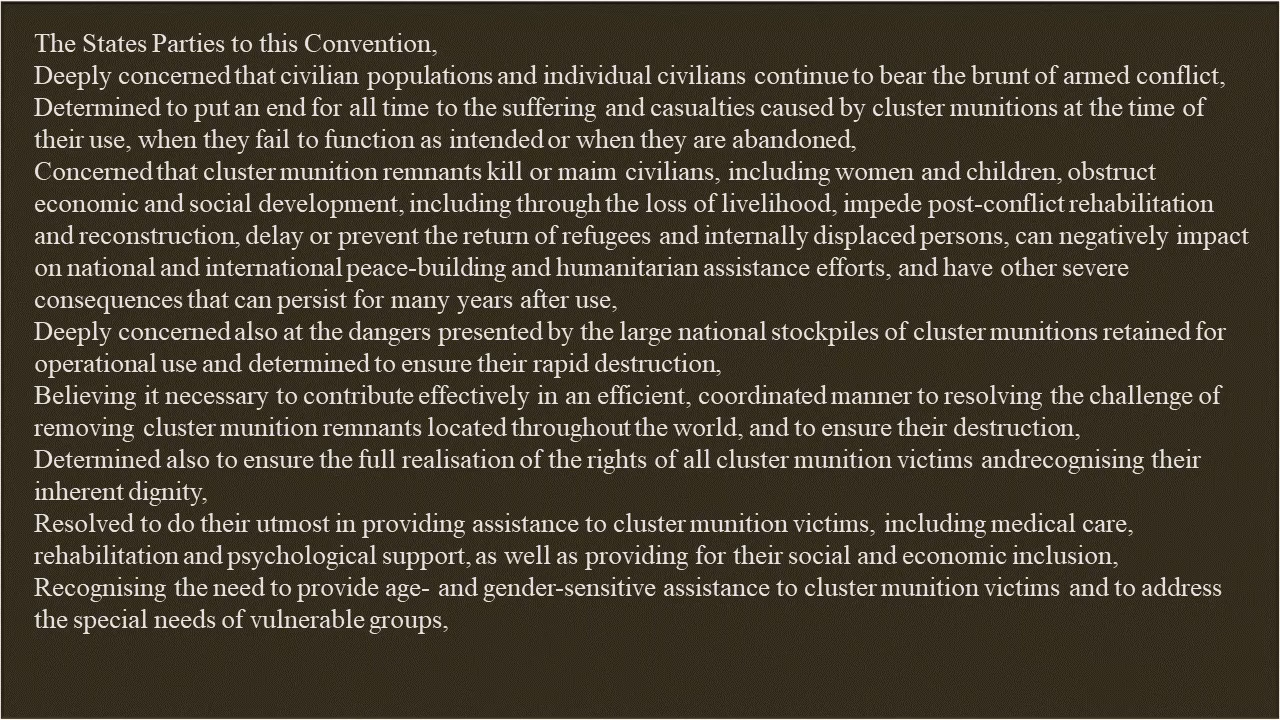 The States Parties to this Convention,
Deeply concerned that civilian populations and individual civilians continue to bear the brunt of armed conflict,
Determined to put an end for all time to the suffering and casualties caused by cluster munitions at the time of
their use, when they fail to function as intended or when they are abandoned,
Concerned that cluster munition remnants kill or maim civilians, including women and children, obstruct
economic and social development, including through the loss of livelihood, impede post-conflict rehabilitation
and reconstruction, delay or prevent the return of refugees and internally displaced persons, can negatively impact
on national and international peace-building and humanitarian assistance efforts, and have other severe
consequences that can persist for many years after use,
Deeply concerned also at the dangers presented by the large national stockpiles of cluster munitions retained for
operational use and determined to ensure their rapid destruction,
Believing it necessary to contribute effectively in an efficient, coordinated manner to resolving the challenge of
removing cluster munition remnants located throughout the world, and to ensure their destruction,
Determined also to ensure the full realisation of the rights of all cluster munition victims andrecognising their
inherent dignity,
Resolved to do their utmost in providing assistance to cluster munition victims, including medical care,
rehabilitation and psychological support, as well as providing for their social and economic inclusion,
Recognising the need to provide age- and gender-sensitive assistance to cluster munition victims and to address
the special needs of vulnerable groups,